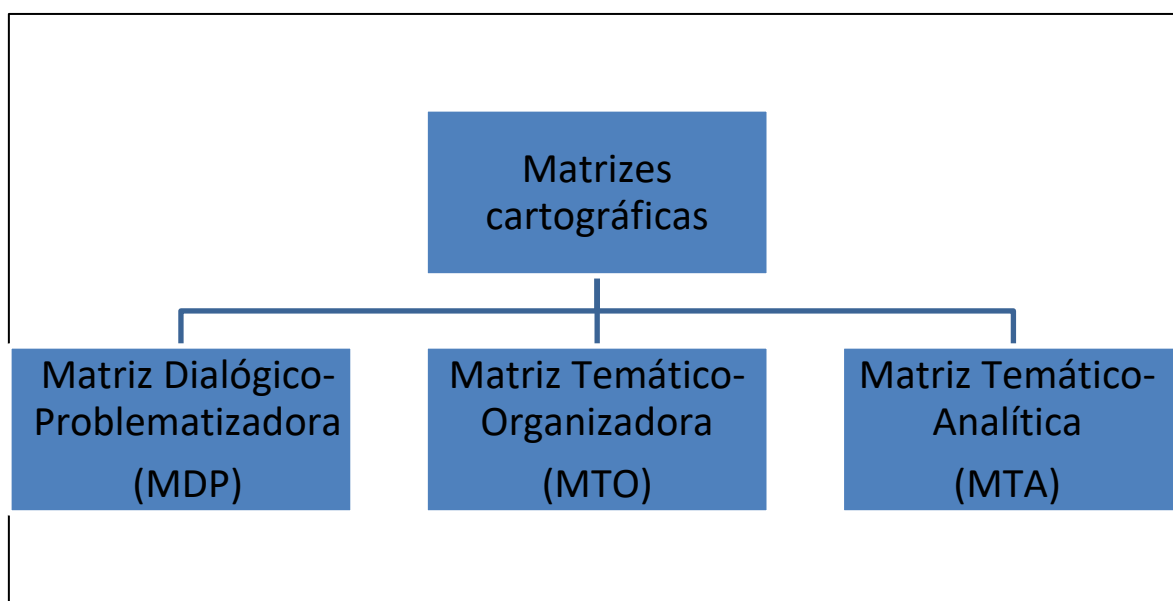 Matrizes
cartográficas
Matriz Dialógico-
Problematizadora
(MDP)
Matriz Temático-
Organizadora
(MTO)
Matriz Temático-
Analítica
(MTA)